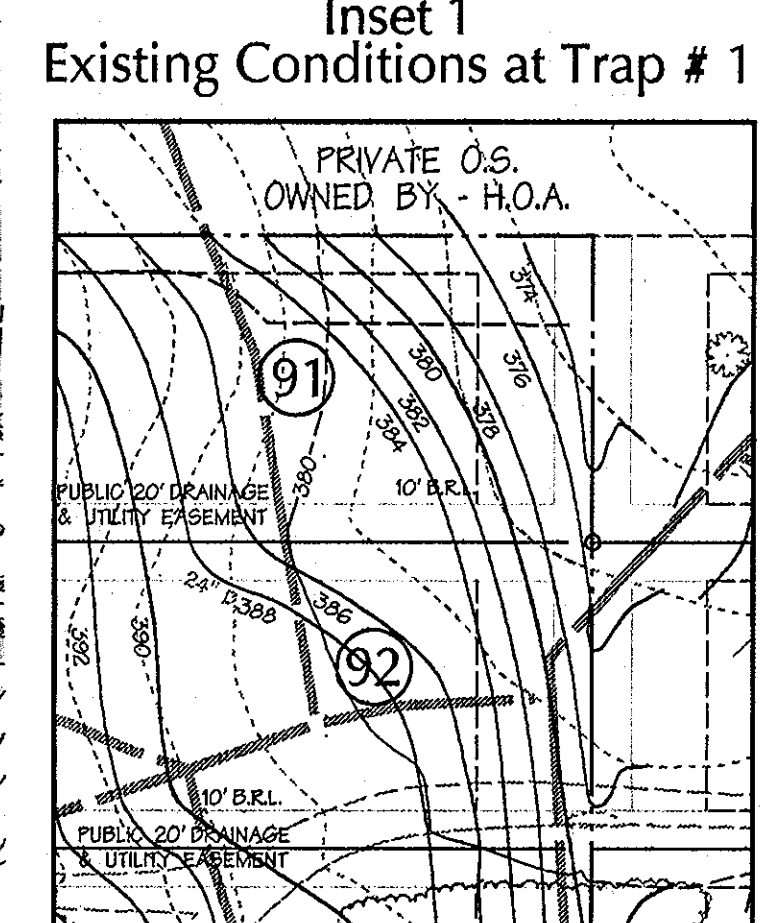 Inset 1
Existing Conditions at Trap # 1
PRIVATE O.S.
OWNED BY - H.O.A.
374
91
380
376
382
378
384
380
10' B.R.L.
PUBLIC 20' DRAINAGE
& UTILITY EASEMENT
24"
388
386
392
390
92
10' B.R.L.
PUBLIC 20' DRAINAGE
& UTILITY EASEMENT